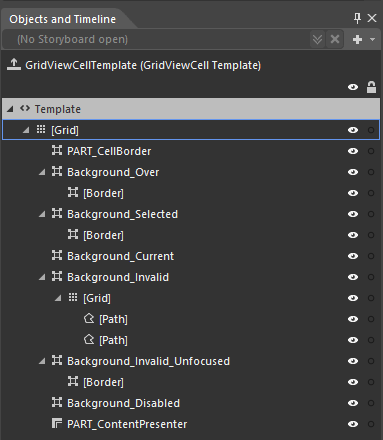 Objects and Timeline
(No Storyboard open)
GridViewCellTemplate (GridViewCell Template)
Template
[Grid]
PART_CellBorder
Background_Over
[Border]
Background_Selected
[Border]
Background_Current
Background_Invalid
[Grid]
[Path]
[Path]
Background_Invalid_Unfocused
[Border]
Background_Disabled
PART_ContentPresenter